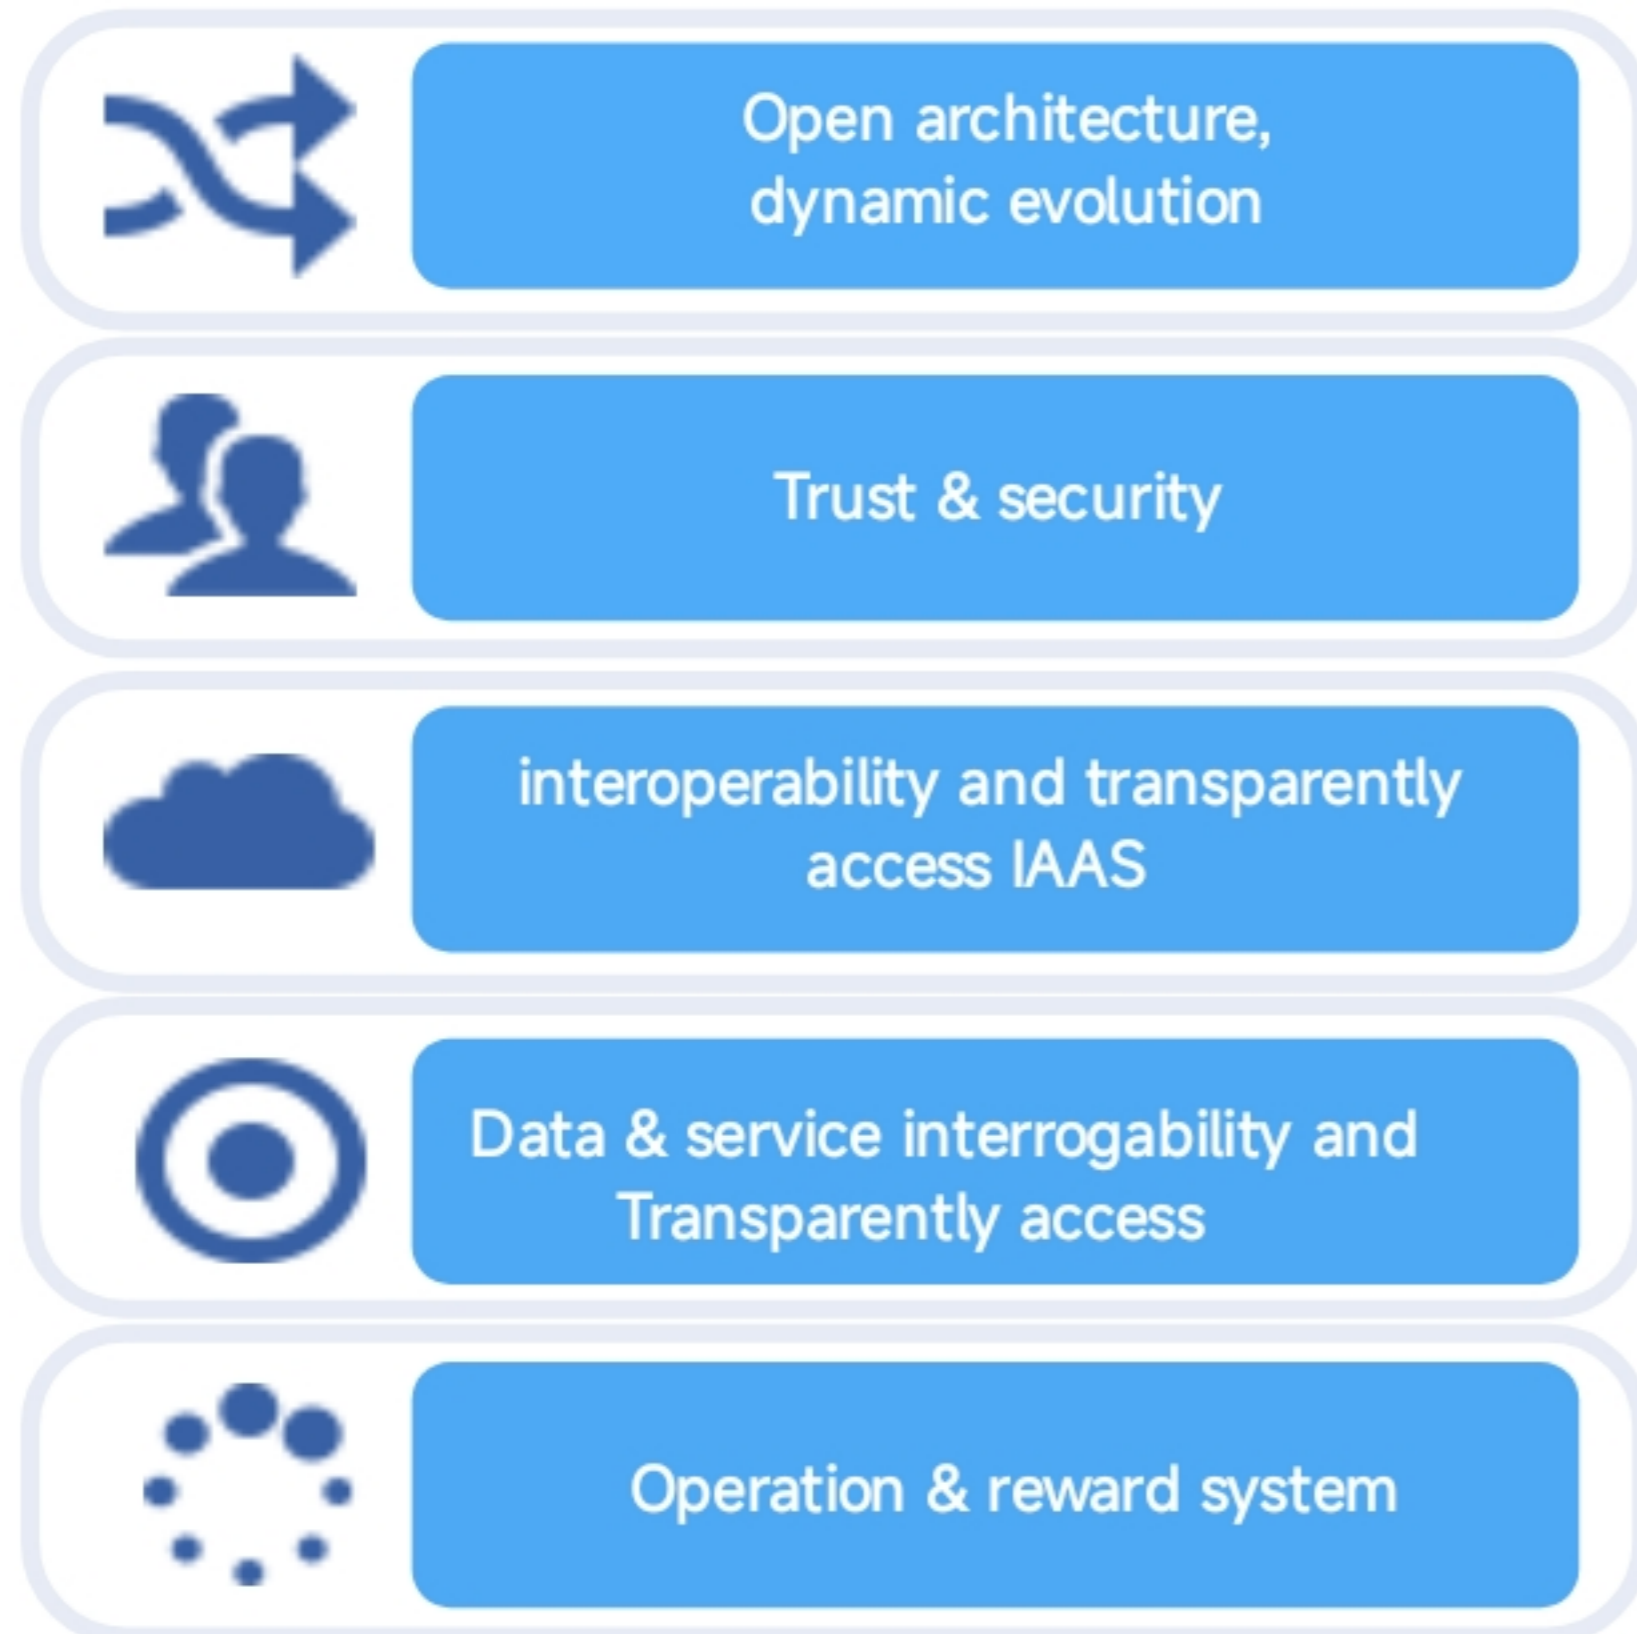 Open architecture,
dynamic evolution
Trust & security
interoperability and transparently
access IAAS
Data & service interrogability and
Transparently access
Operation & reward system